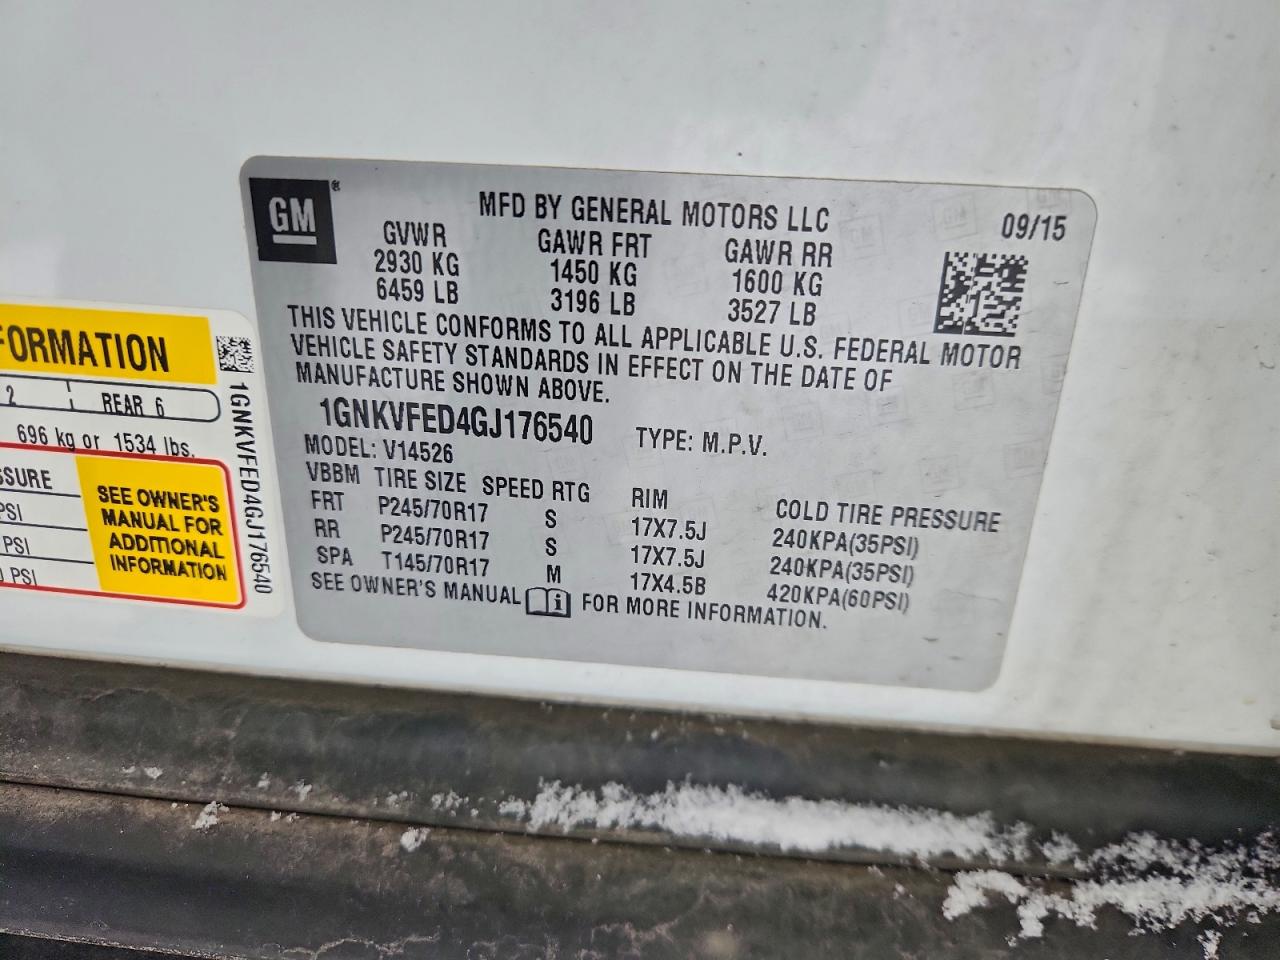 GM®
MFD BY GENERAL MOTORS LLC
09/15
GVWR GAWR FRT GAWR RR
2930 KG 1450 KG 1600 KG
6459 LB 3196 LB 3527 LB
THIS VEHICLE CONFORMS TO ALL APPLICABLE U.S. FEDERAL MOTOR
VEHICLE SAFETY STANDARDS IN EFFECT ON THE DATE OF
MANUFACTURE SHOWN ABOVE.
1GNKVFED4GJ176540 TYPE: M.P.V.
MODEL: V14526
VBBM TIRE SIZE SPEED RTG RIM COLD TIRE PRESSURE
FRT P245/70R17 S 17X7.5J 240KPA(35PSI)
RR P245/70R17 S 17X7.5J 240KPA(35PSI)
SPA T145/70R17 M 17X4.5B 420KPA(60PSI)
SEE OWNER'S MANUAL FOR MORE INFORMATION.
FORMATION
2 REAR 6
696 kg or 1534 lbs.
SSURE
PSI
PSI
PSI
SEE OWNER'S
MANUAL FOR
ADDITIONAL
INFORMATION
1GNKVFED4GJ176540